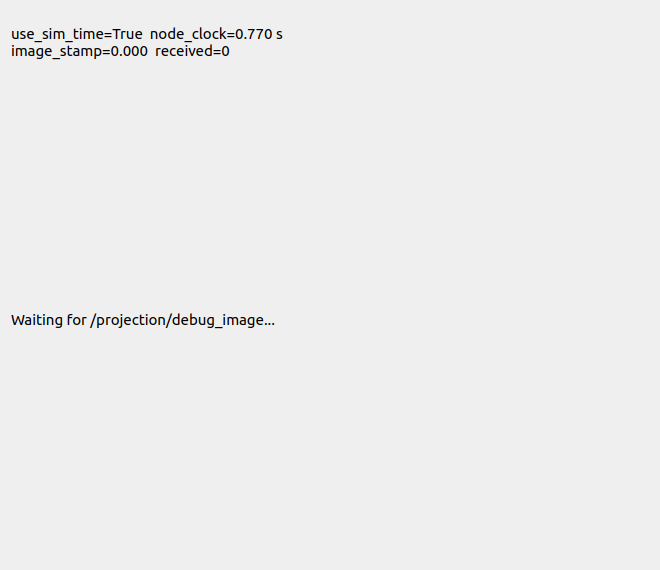 use_sim_time=True  node_clock=0.770 s
image_stamp=0.000  received=0
Waiting for /projection/debug_image...